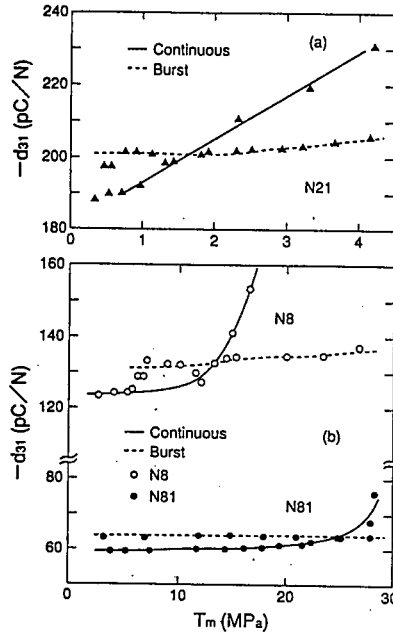 (a)
Continuous
Burst
N21
240
220
200
180
−d31 (pC/N)
0 1 2 3 4
(b)
160
140
120
80
60
−d31 (pC/N)
N8
Continuous
Burst
N8
N81
N81
0 10 20 30
Tm (MPa)